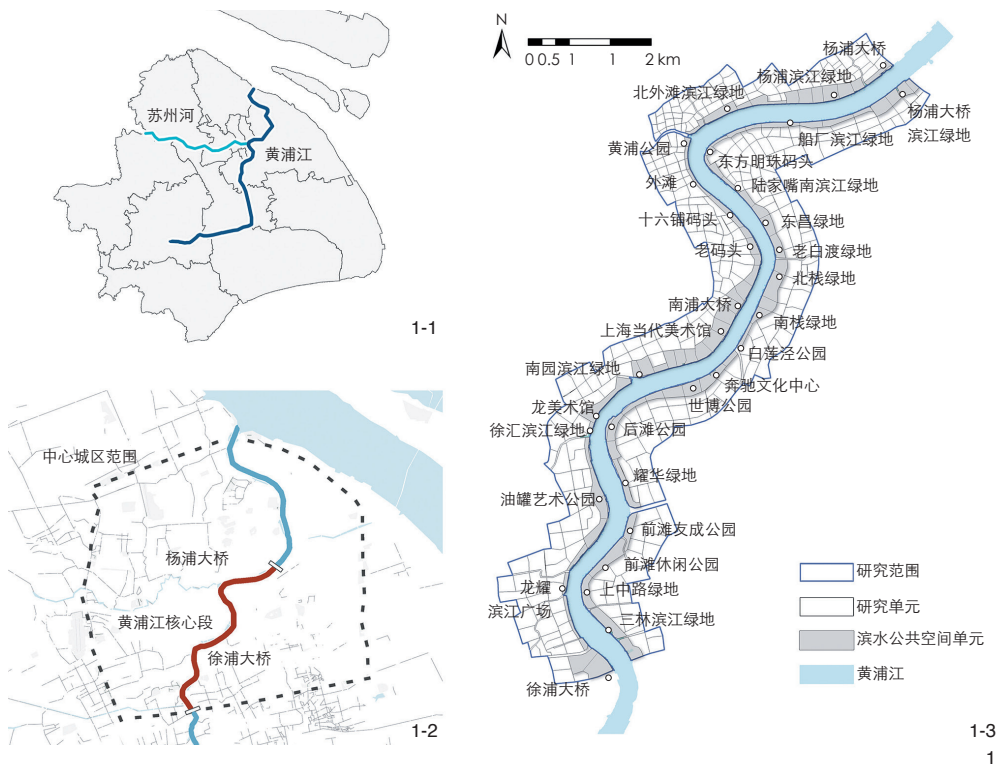 苏州河
黄浦江
1-1
中心城区范围
杨浦大桥
黄浦江核心段
徐浦大桥
1-2
N
0 0.5 1 1 2 km
杨浦大桥
杨浦滨江绿地
北外滩滨江绿地
杨浦大桥
滨江绿地
船厂滨江绿地
黄浦公园
东方明珠码头
外滩
陆家嘴南滨江绿地
十六铺码头
东昌绿地
老码头
老白渡绿地
北栈绿地
南浦大桥
南栈绿地
上海当代美术馆
白莲泾公园
南园滨江绿地
奔驰文化中心
世博公园
龙美术馆
徐汇滨江绿地
后滩公园
耀华绿地
油罐艺术公园
前滩友成公园
前滩休闲公园
龙耀
滨江广场
上中路绿地
三林滨江绿地
徐浦大桥
研究范围
研究单元
滨水公共空间单元
黄浦江
1-3
1